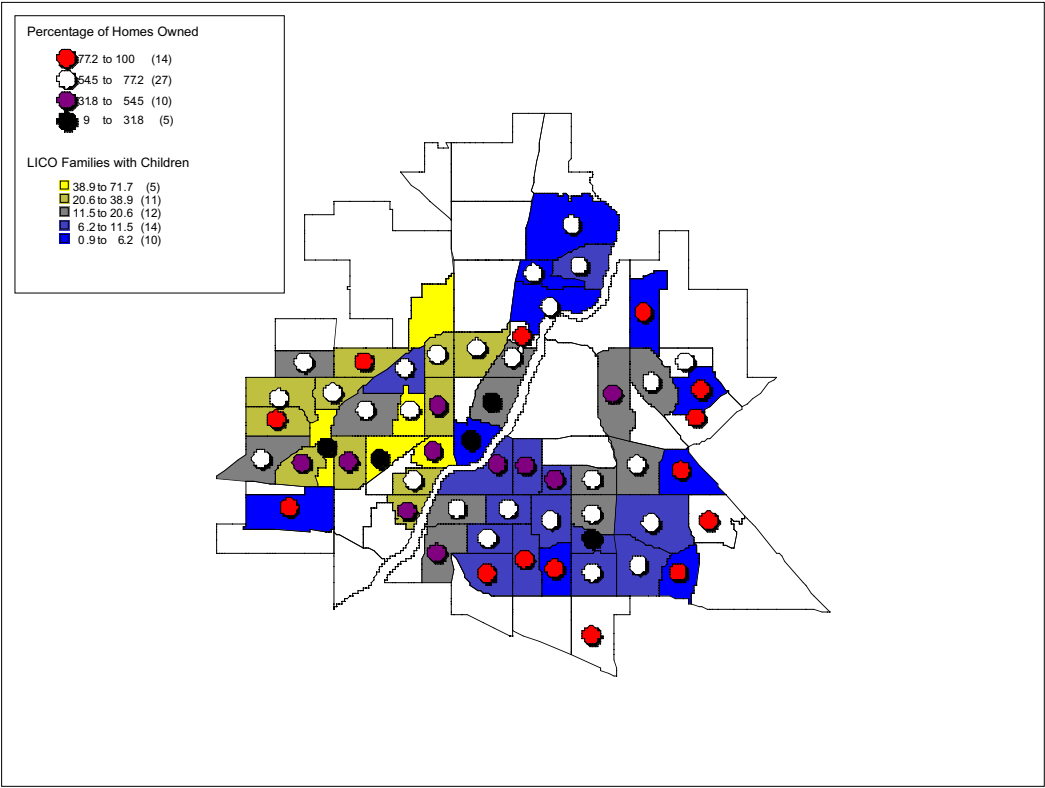 Percentage of Homes Owned
77.2 to 100 (14)
54.5 to 77.2 (27)
31.8 to 54.5 (10)
9 to 31.8 (5)
LICO Families with Children
38.9 to 71.7 (5)
20.6 to 38.9 (11)
11.5 to 20.6 (12)
6.2 to 11.5 (14)
0.9 to 6.2 (10)